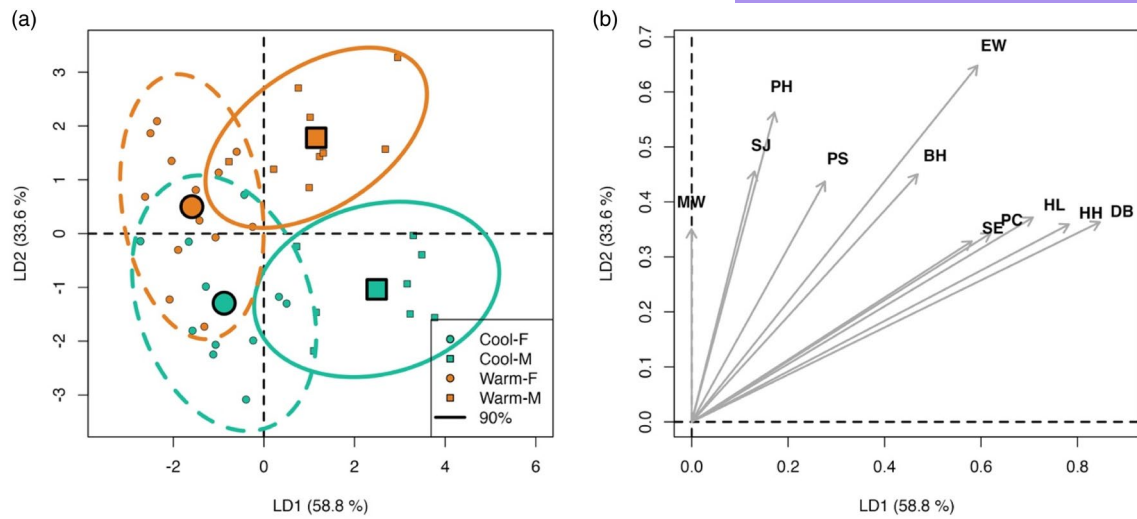 (a)
3
2
1
0
-1
-2
-3
LD2 (33.6 %)
-2 0 2 4 6
LD1 (58.8 %)
Cool-F
Cool-M
Warm-F
Warm-M
90%
(b)
0.7
0.6
0.5
0.4
0.3
0.2
0.1
0.0
LD2 (33.6 %)
0.0 0.2 0.4 0.6 0.8
LD1 (58.8 %)
EW
PH
SJ
PS
BH
MW
SE
PC
HL
HH
DB